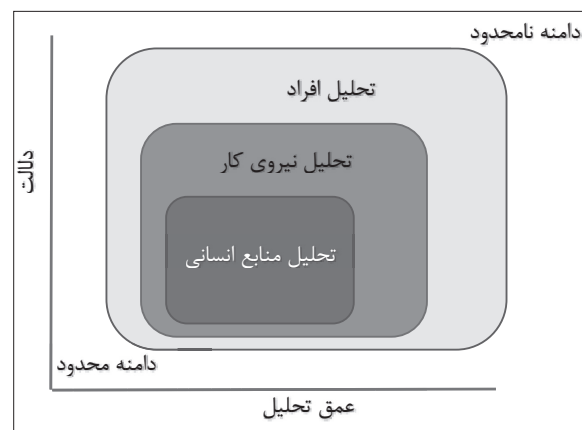 دامنه نامحدود
تحلیل افراد
تحلیل نیروی کار
دلالت
تحلیل منابع انسانی
دامنه محدود
عمق تحلیل